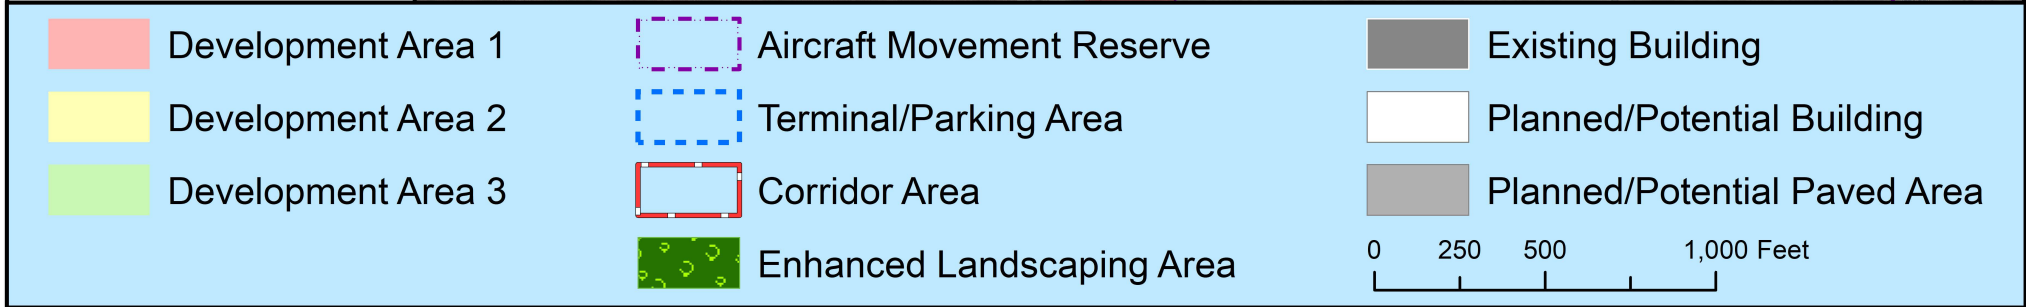 Development Area 1
Development Area 2
Development Area 3
Aircraft Movement Reserve
Terminal/Parking Area
Corridor Area
Enhanced Landscaping Area
Existing Building
Planned/Potential Building
Planned/Potential Paved Area
0 250 500 1,000 Feet